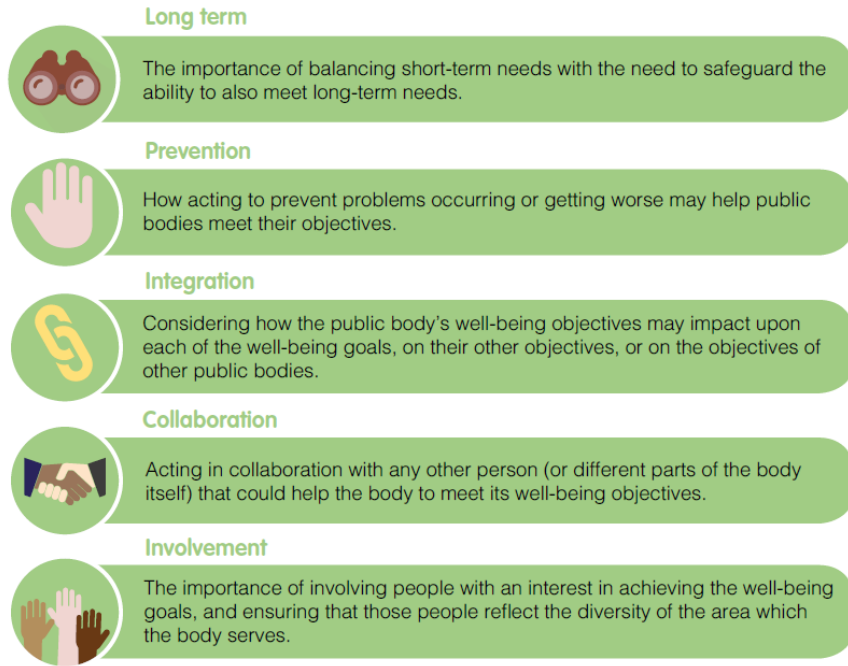 Long term
The importance of balancing short-term needs with the need to safeguard the
ability to also meet long-term needs.
Prevention
How acting to prevent problems occurring or getting worse may help public
bodies meet their objectives.
Integration
Considering how the public body's well-being objectives may impact upon
each of the well-being goals, on their other objectives, or on the objectives of
other public bodies.
Collaboration
Acting in collaboration with any other person (or different parts of the body
itself) that could help the body to meet its well-being objectives.
Involvement
The importance of involving people with an interest in achieving the well-being
goals, and ensuring that those people reflect the diversity of the area which
the body serves.